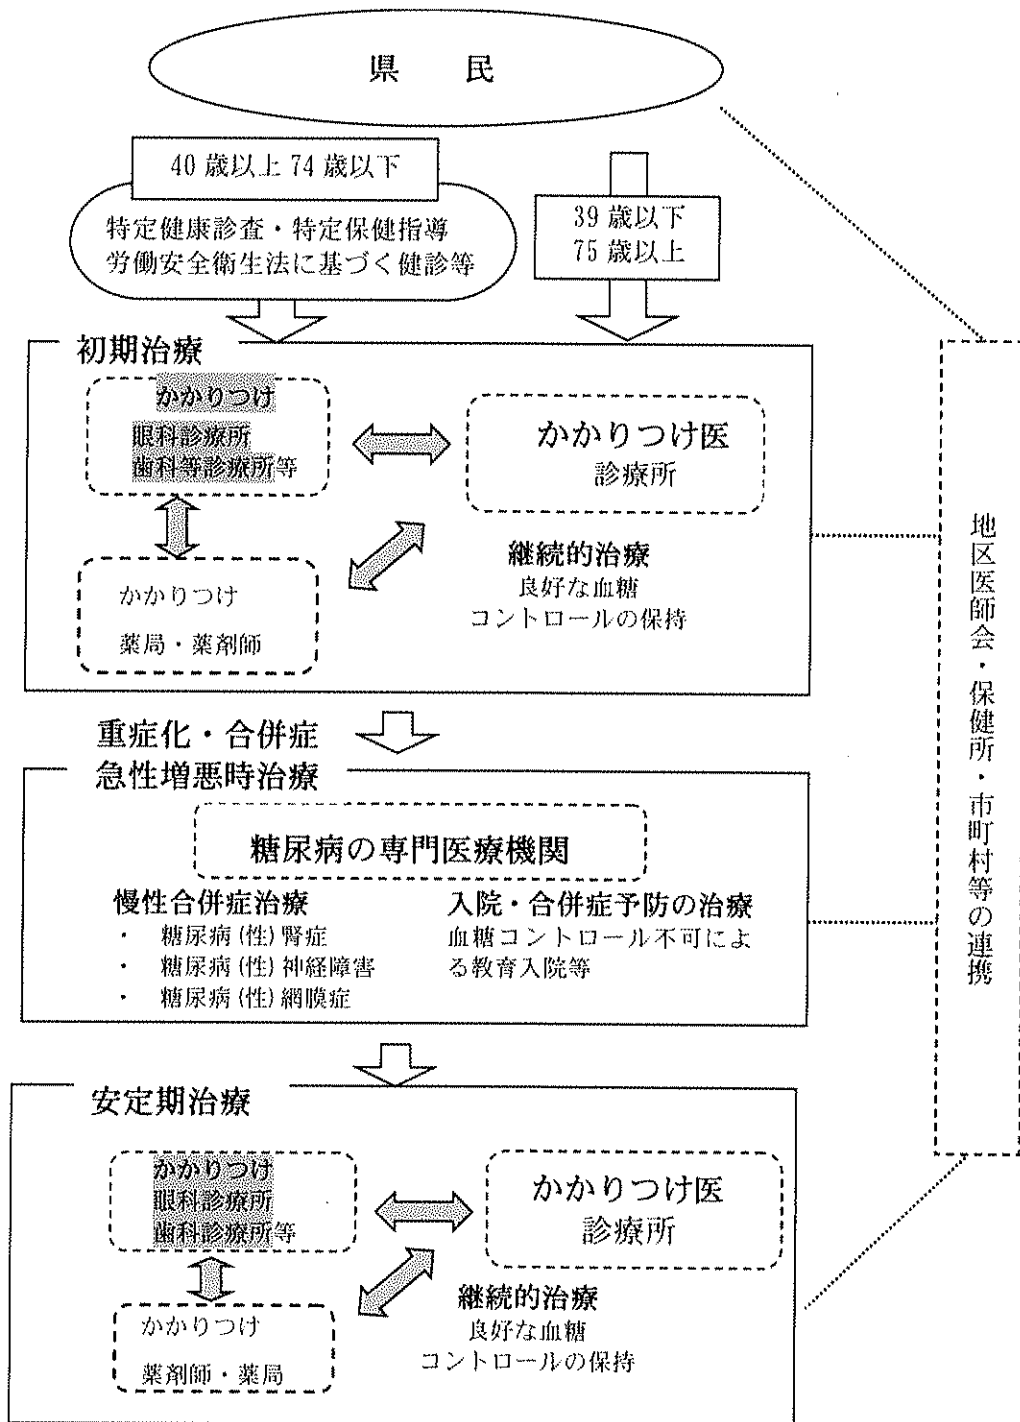 県　民
40歳以上74歳以下
特定健康診査・特定保健指導
労働安全衛生法に基づく健診等
39歳以下
75歳以上
初期治療
かかりつけ
眼科診療所
歯科等診療所等
かかりつけ医
診療所
かかりつけ
薬局・薬剤師
継続的治療
良好な血糖
コントロールの保持
重症化・合併症
急性増悪時治療
糖尿病の専門医療機関
慢性合併症治療
・　糖尿病(性)腎症
・　糖尿病(性)神経障害
・　糖尿病(性)網膜症
入院・合併症予防の治療
血糖コントロール不可によ
る教育入院等
安定期治療
かかりつけ
眼科診療所
歯科診療所等
かかりつけ医
診療所
かかりつけ
薬剤師・薬局
継続的治療
良好な血糖
コントロールの保持
地区医師会・保健所・市町村等の連携